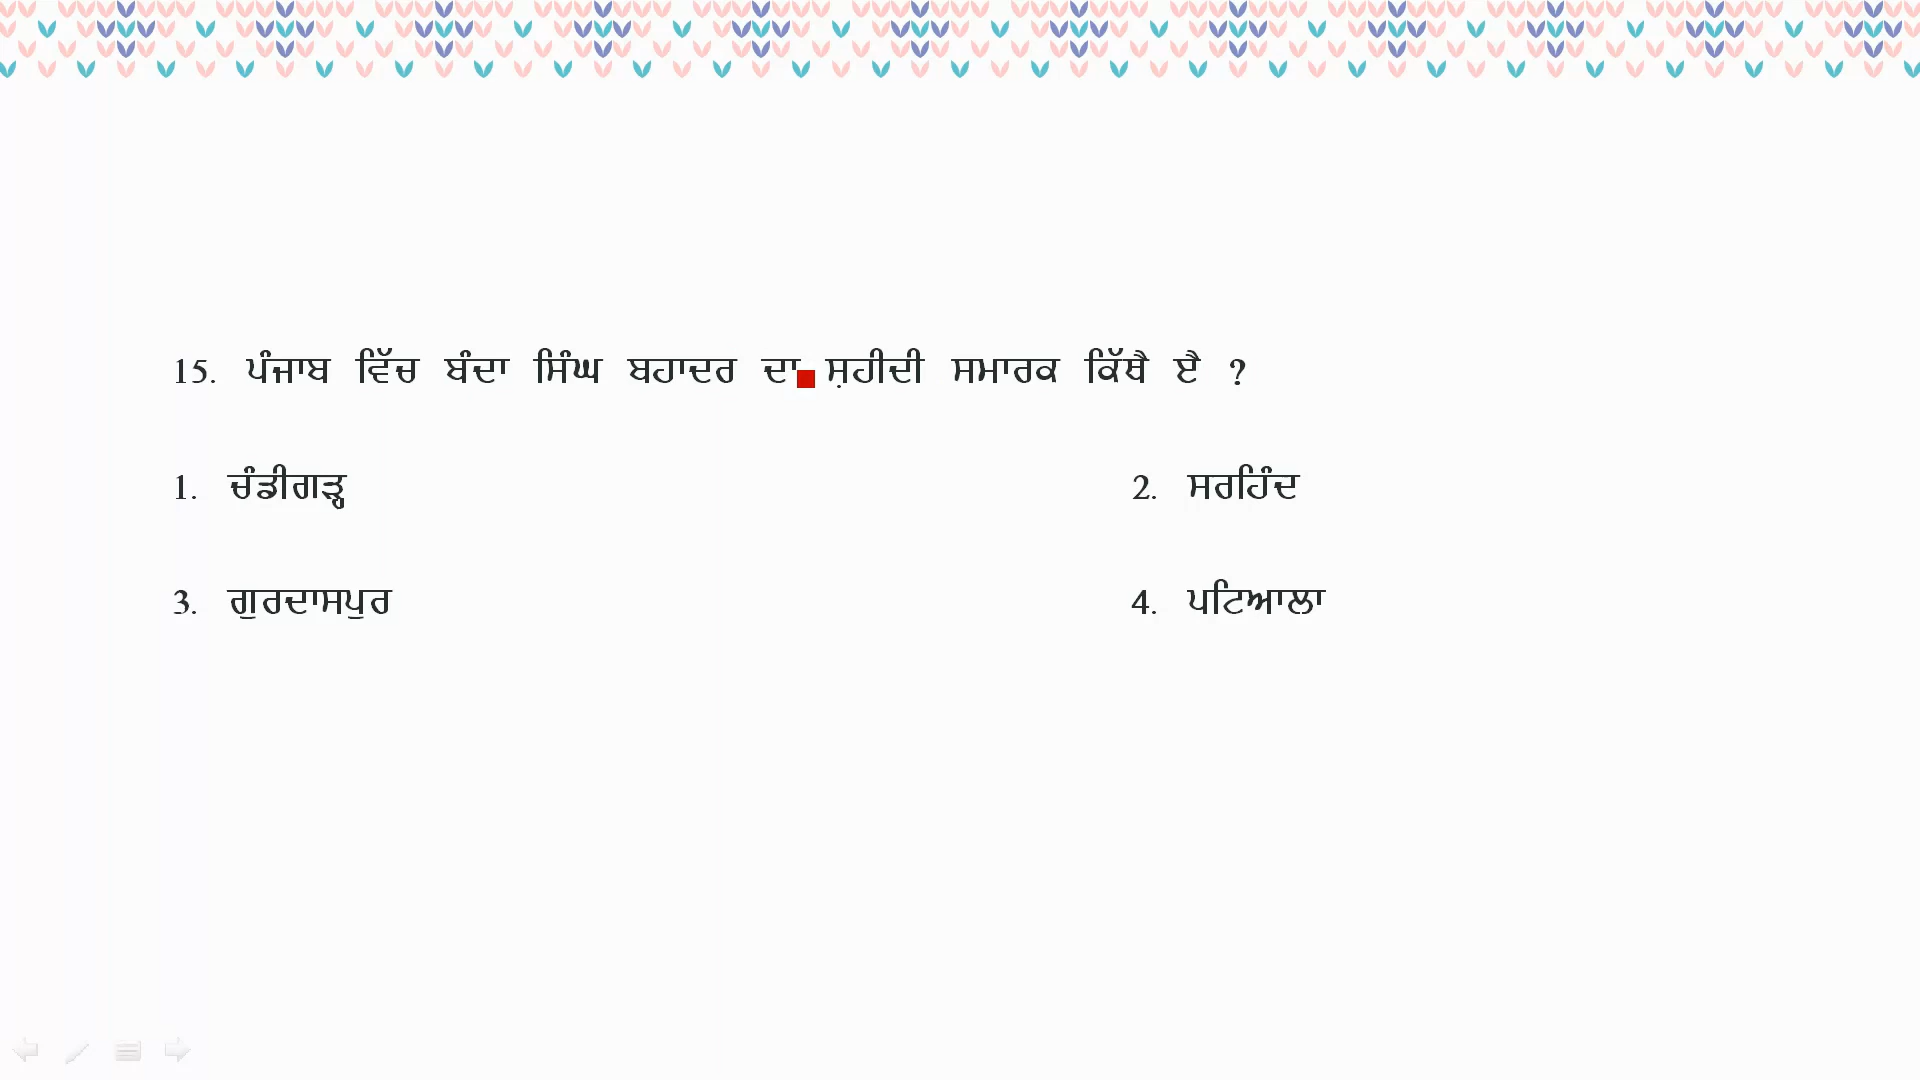 15. ਪੰਜਾਬ ਵਿੱਚ ਬੰਦਾ ਸਿੰਘ ਬਹਾਦਰ ਦਾ ਸ਼ਹੀਦੀ ਸਮਾਰਕ ਕਿੱਥੈ ਏ ?
1. ਚੰਡੀਗੜ੍ਹ 2. ਸਰਹਿੰਦ
3. ਗੁਰਦਾਸਪੁਰ 4. ਪਟਿਆਲਾ